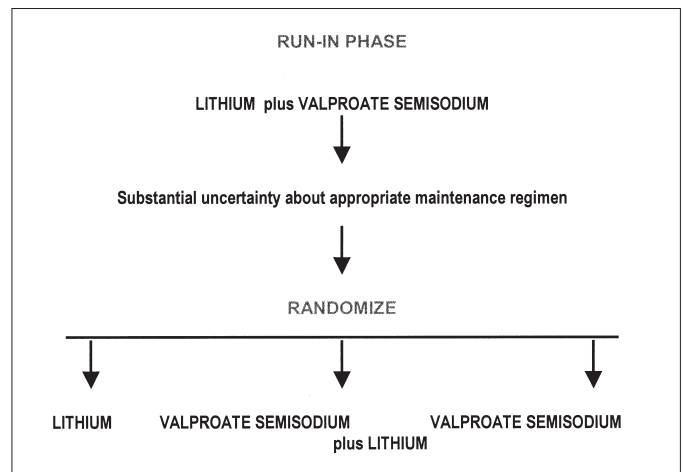 RUN-IN PHASE
LITHIUM plus VALPROATE SEMISODIUM
Substantial uncertainty about appropriate maintenance regimen
RANDOMIZE
LITHIUM
VALPROATE SEMISODIUM
plus LITHIUM
VALPROATE SEMISODIUM